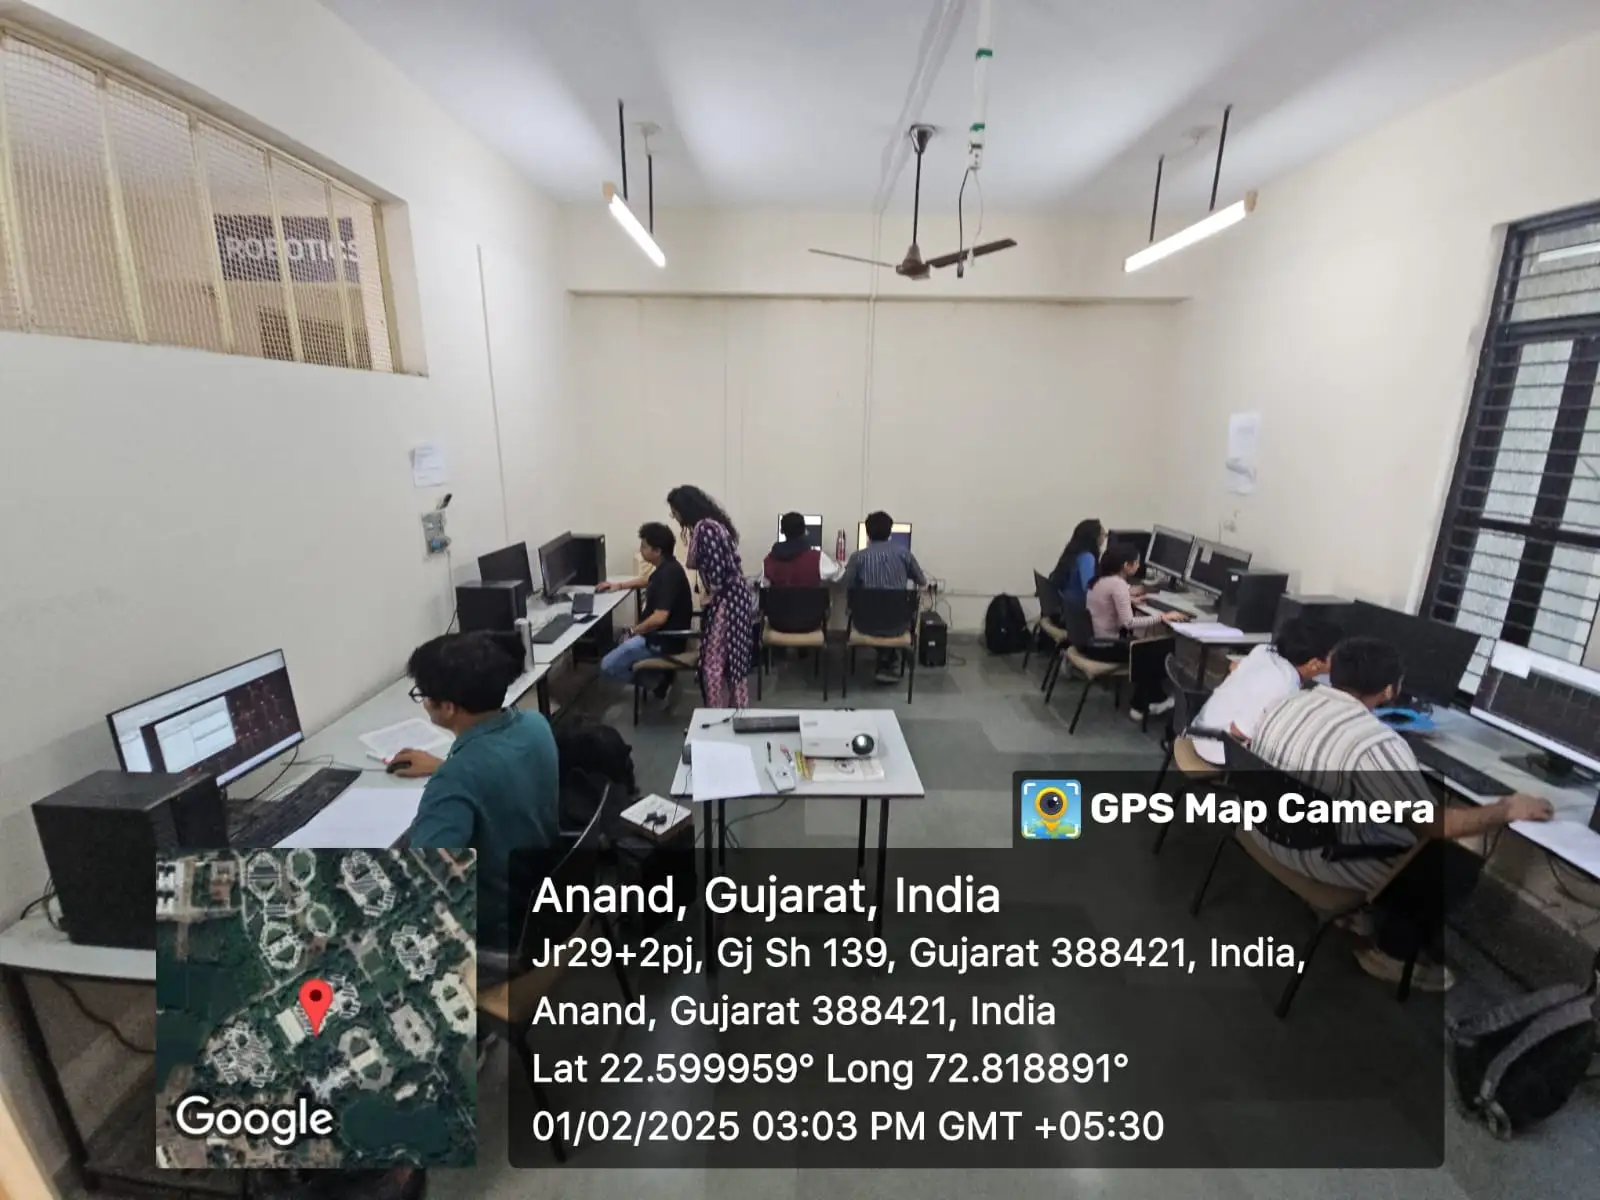 ROBOTICS
GPS Map Camera
Anand, Gujarat, India
Jr29+2pj, Gj Sh 139, Gujarat 388421, India,
Anand, Gujarat 388421, India
Lat 22.599959° Long 72.818891°
01/02/2025 03:03 PM GMT +05:30
Google